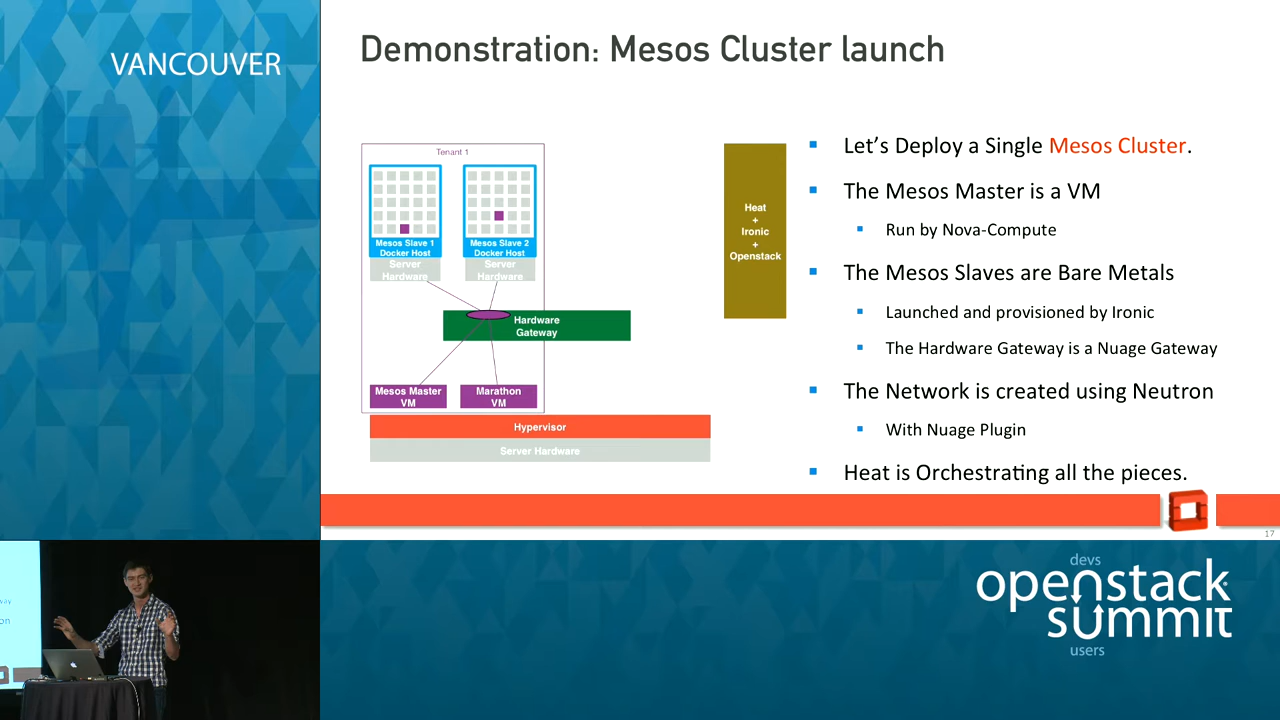 VANCOUVER
Demonstration: Mesos Cluster launch
Tenant 1
Mesos Slave 1
Docker Host
Server
Hardware
Mesos Slave 2
Docker Host
Server
Hardware
Hardware
Gateway
Mesos Master
VM
Marathon
VM
Hypervisor
Server Hardware
Heat
+
Ironic
+
Openstack
Let's Deploy a Single Mesos Cluster.
The Mesos Master is a VM
Run by Nova-Compute
The Mesos Slaves are Bare Metals
Launched and provisioned by Ironic
The Hardware Gateway is a Nuage Gateway
The Network is created using Neutron
With Nuage Plugin
Heat is Orchestrating all the pieces.
17
devs
openstack
summit
users